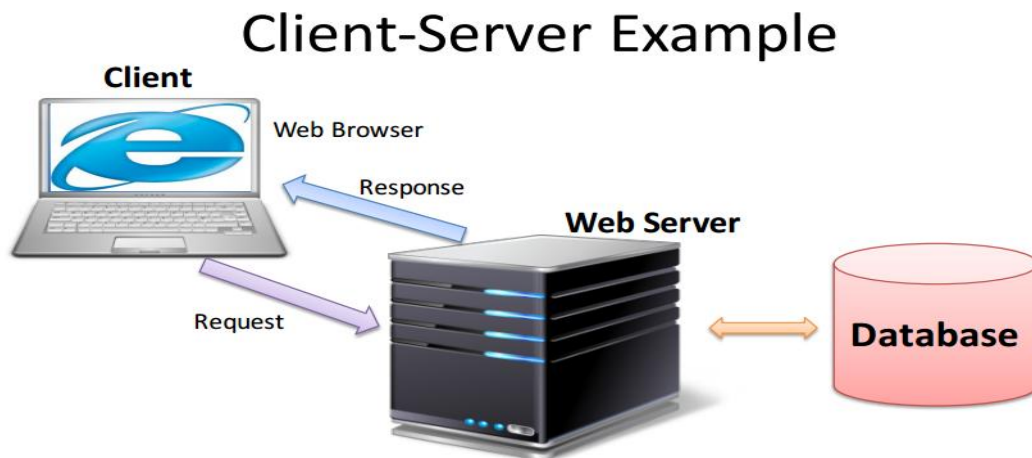 Client-Server Example
Client
Web Browser
Response
Web Server
Request
Database